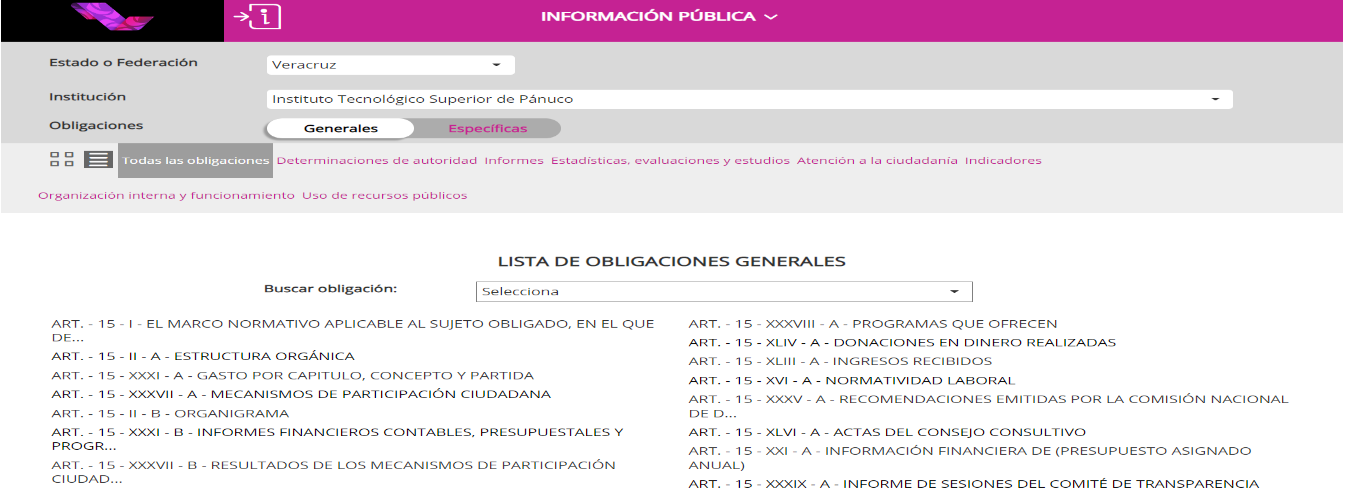 INFORMACIÓN PÚBLICA
Estado o Federación
Veracruz
Institución
Instituto Tecnológico Superior de Pánuco
Obligaciones
Generales Específicas
Todas las obligaciones Determinaciones de autoridad Informes Estadísticas, evaluaciones y estudios Atención a la ciudadanía Indicadores
Organización interna y funcionamiento Uso de recursos públicos
LISTA DE OBLIGACIONES GENERALES
Buscar obligación:
Selecciona
ART. - 15 - I - EL MARCO NORMATIVO APLICABLE AL SUJETO OBLIGADO, EN EL QUE
DE...
ART. - 15 - II - A - ESTRUCTURA ORGÁNICA
ART. - 15 - XXXI - A - GASTO POR CAPITULO, CONCEPTO Y PARTIDA
ART. - 15 - XXXVII - A - MECANISMOS DE PARTICIPACIÓN CIUDADANA
ART. - 15 - II - B - ORGANIGRAMA
ART. - 15 - XXXI - B - INFORMES FINANCIEROS CONTABLES, PRESUPUESTALES Y
PROGR...
ART. - 15 - XXXVII - B - RESULTADOS DE LOS MECANISMOS DE PARTICIPACIÓN
CIUDAD...
ART. - 15 - XXXVIII - A - PROGRAMAS QUE OFRECEN
ART. - 15 - XLIV - A - DONACIONES EN DINERO REALIZADAS
ART. - 15 - XLIII - A - INGRESOS RECIBIDOS
ART. - 15 - XVI - A - NORMATIVIDAD LABORAL
ART. - 15 - XXXV - A - RECOMENDACIONES EMITIDAS POR LA COMISIÓN NACIONAL
DE D...
ART. - 15 - XLVI - A - ACTAS DEL CONSEJO CONSULTIVO
ART. - 15 - XXI - A - INFORMACIÓN FINANCIERA DE (PRESUPUESTO ASIGNADO
ANUAL)
ART. - 15 - XXXIX - A - INFORME DE SESIONES DEL COMITÉ DE TRANSPARENCIA